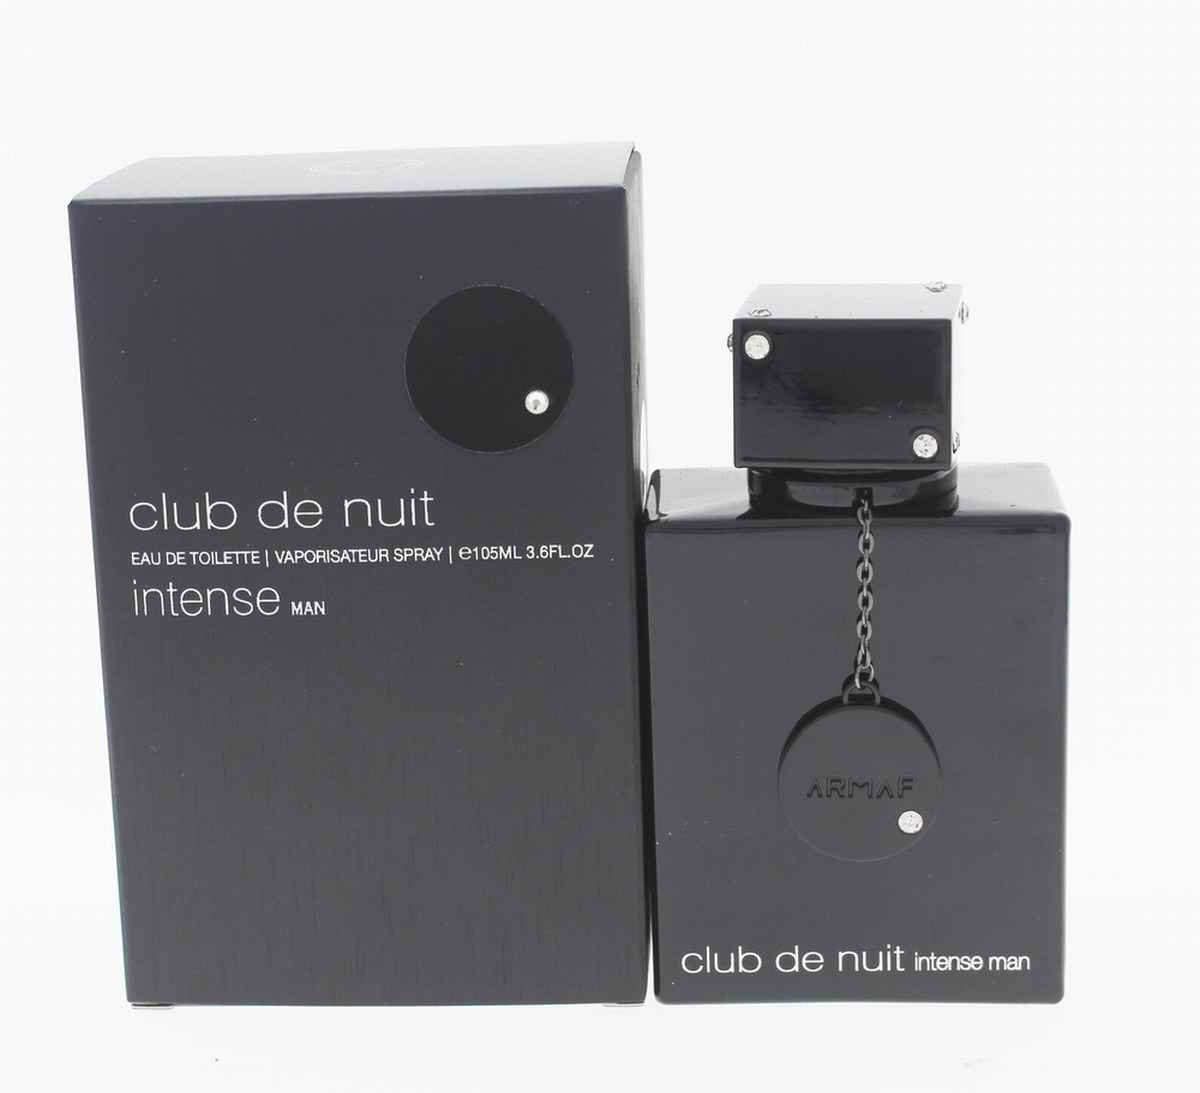 club de nuit
EAU DE TOILETTE | VAPORISATEUR SPRAY | e105ML 3.6FL.OZ
intense MAN
ARMAF
club de nuit intense man